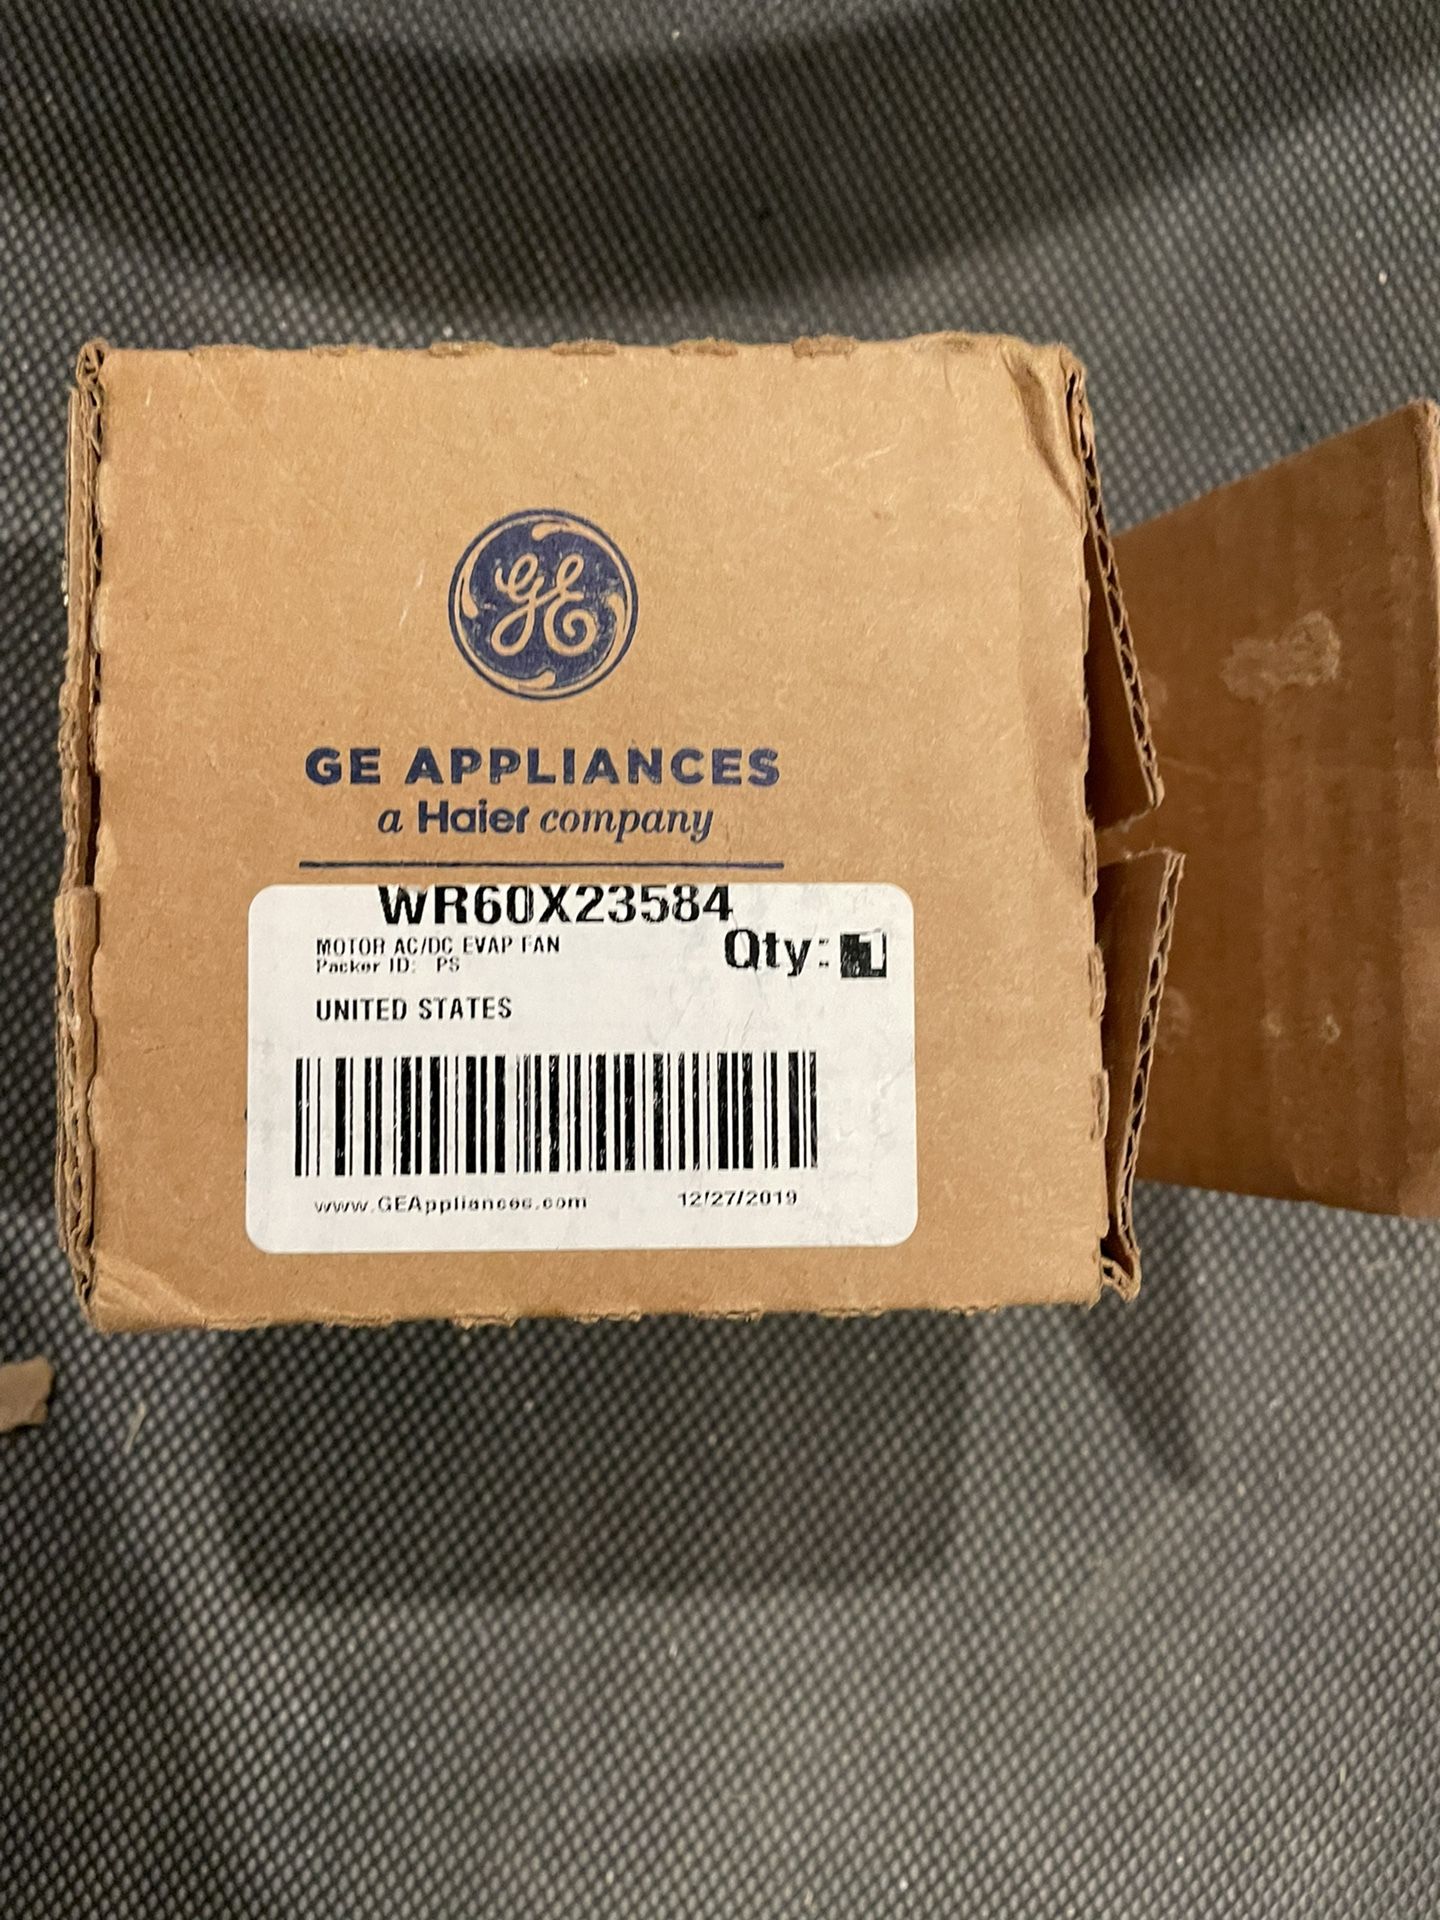 GE
GE APPLIANCES
a Haier company
WR60X23584
MOTOR AC/DC EVAP FAN
Qty: 1
Packer ID: PS
UNITED STATES
www.GEAppliances.com 12/27/2019